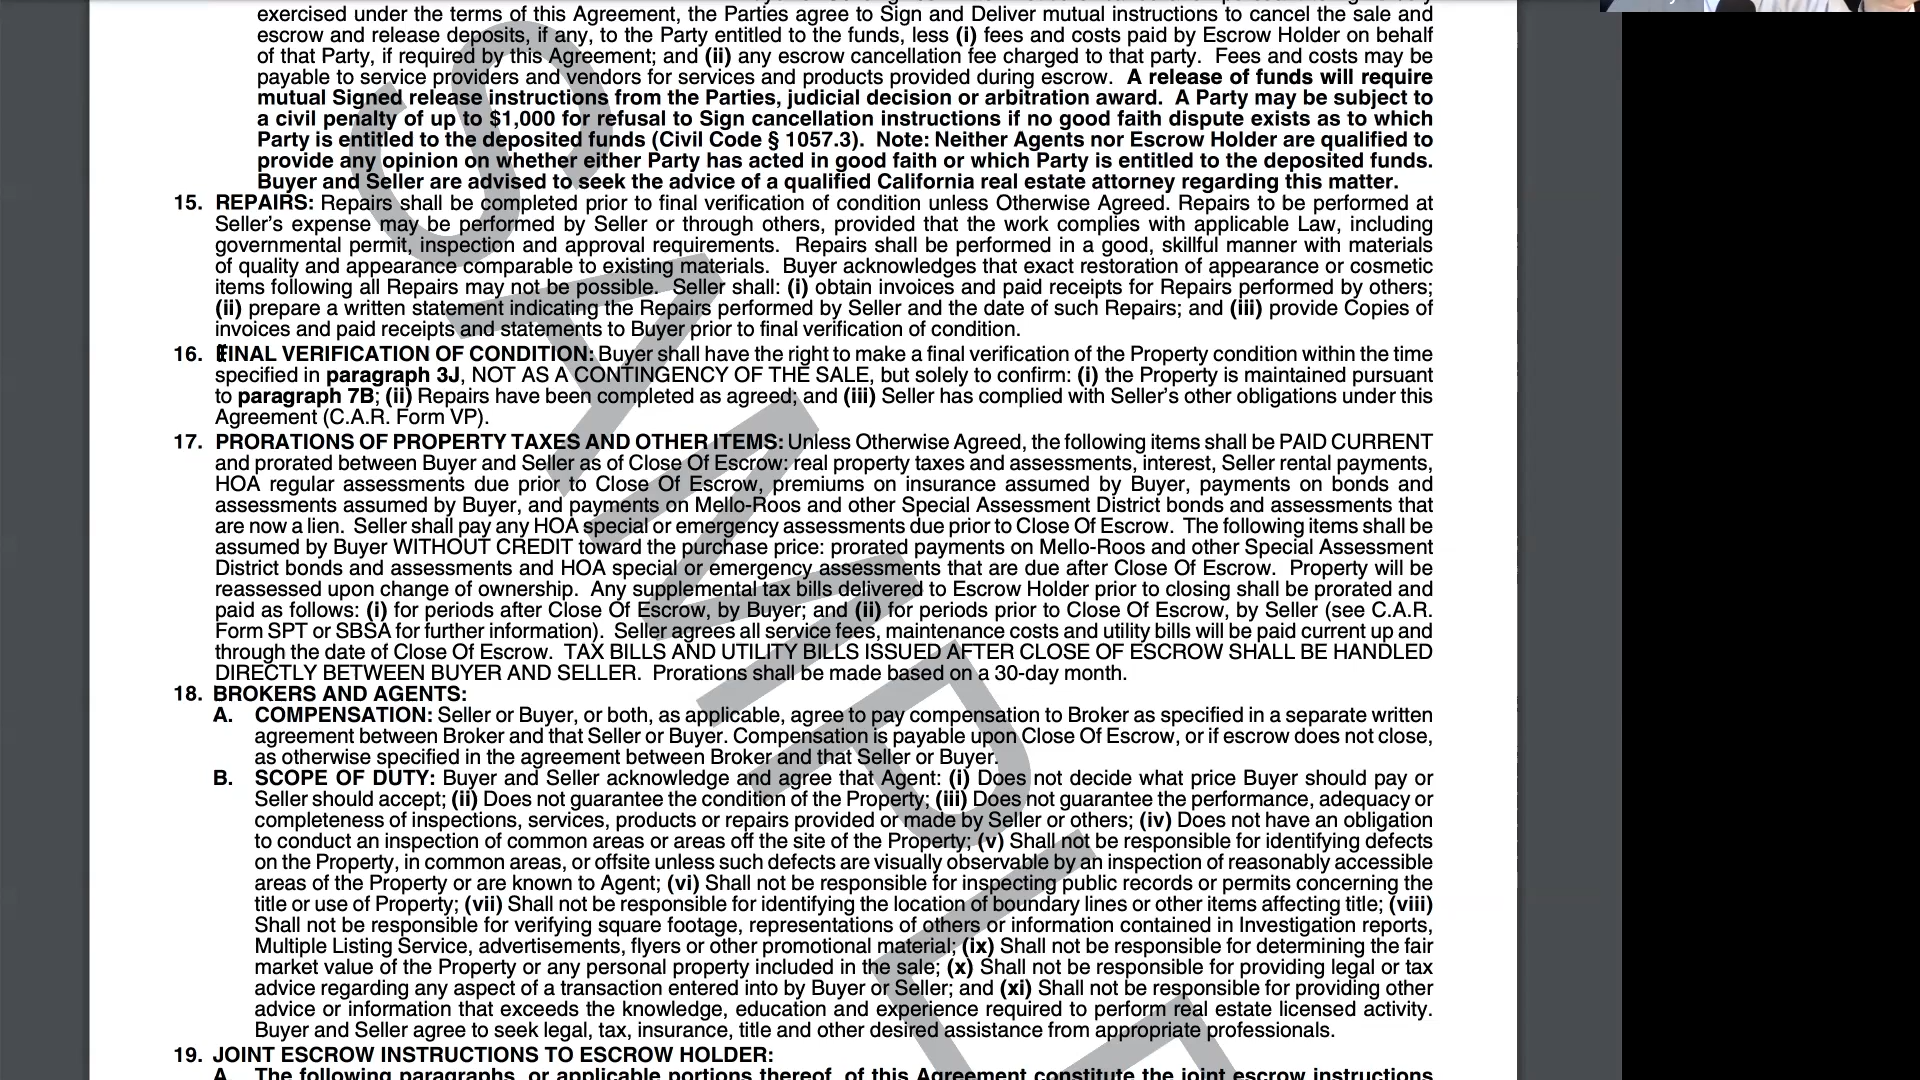 exercised under the terms of this Agreement, the Parties agree to Sign and Deliver mutual instructions to cancel the sale and
escrow and release deposits, if any, to the Party entitled to the funds, less (i) fees and costs paid by Escrow Holder on behalf
of that Party, if required by this Agreement; and (ii) any escrow cancellation fee charged to that party.  Fees and costs may be
payable to service providers and vendors for services and products provided during escrow.  A release of funds will require
mutual Signed release instructions from the Parties, judicial decision or arbitration award.  A Party may be subject to
a civil penalty of up to $1,000 for refusal to Sign cancellation instructions if no good faith dispute exists as to which
Party is entitled to the deposited funds (Civil Code § 1057.3).  Note: Neither Agents nor Escrow Holder are qualified to
provide any opinion on whether either Party has acted in good faith or which Party is entitled to the deposited funds.
Buyer and Seller are advised to seek the advice of a qualified California real estate attorney regarding this matter.
15. REPAIRS: Repairs shall be completed prior to final verification of condition unless Otherwise Agreed. Repairs to be performed at
Seller's expense may be performed by Seller or through others, provided that the work complies with applicable Law, including
governmental permit, inspection and approval requirements.  Repairs shall be performed in a good, skillful manner with materials
of quality and appearance comparable to existing materials.  Buyer acknowledges that exact restoration of appearance or cosmetic
items following all Repairs may not be possible.  Seller shall: (i) obtain invoices and paid receipts for Repairs performed by others;
(ii) prepare a written statement indicating the Repairs performed by Seller and the date of such Repairs; and (iii) provide Copies of
invoices and paid receipts and statements to Buyer prior to final verification of condition.
16. FINAL VERIFICATION OF CONDITION: Buyer shall have the right to make a final verification of the Property condition within the time
specified in paragraph 3J, NOT AS A CONTINGENCY OF THE SALE, but solely to confirm: (i) the Property is maintained pursuant
to paragraph 7B; (ii) Repairs have been completed as agreed; and (iii) Seller has complied with Seller's other obligations under this
Agreement (C.A.R. Form VP).
17. PRORATIONS OF PROPERTY TAXES AND OTHER ITEMS: Unless Otherwise Agreed, the following items shall be PAID CURRENT
and prorated between Buyer and Seller as of Close Of Escrow: real property taxes and assessments, interest, Seller rental payments,
HOA regular assessments due prior to Close Of Escrow, premiums on insurance assumed by Buyer, payments on bonds and
assessments assumed by Buyer, and payments on Mello-Roos and other Special Assessment District bonds and assessments that
are now a lien.  Seller shall pay any HOA special or emergency assessments due prior to Close Of Escrow.  The following items shall be
assumed by Buyer WITHOUT CREDIT toward the purchase price: prorated payments on Mello-Roos and other Special Assessment
District bonds and assessments and HOA special or emergency assessments that are due after Close Of Escrow.  Property will be
reassessed upon change of ownership.  Any supplemental tax bills delivered to Escrow Holder prior to closing shall be prorated and
paid as follows: (i) for periods after Close Of Escrow, by Buyer; and (ii) for periods prior to Close Of Escrow, by Seller (see C.A.R.
Form SPT or SBSA for further information).  Seller agrees all service fees, maintenance costs and utility bills will be paid current up and
through the date of Close Of Escrow.  TAX BILLS AND UTILITY BILLS ISSUED AFTER CLOSE OF ESCROW SHALL BE HANDLED
DIRECTLY BETWEEN BUYER AND SELLER.  Prorations shall be made based on a 30-day month.
18. BROKERS AND AGENTS:
A. COMPENSATION: Seller or Buyer, or both, as applicable, agree to pay compensation to Broker as specified in a separate written
agreement between Broker and that Seller or Buyer. Compensation is payable upon Close Of Escrow, or if escrow does not close,
as otherwise specified in the agreement between Broker and that Seller or Buyer.
B. SCOPE OF DUTY: Buyer and Seller acknowledge and agree that Agent: (i) Does not decide what price Buyer should pay or
Seller should accept; (ii) Does not guarantee the condition of the Property; (iii) Does not guarantee the performance, adequacy or
completeness of inspections, services, products or repairs provided or made by Seller or others; (iv) Does not have an obligation
to conduct an inspection of common areas or areas off the site of the Property; (v) Shall not be responsible for identifying defects
on the Property, in common areas, or offsite unless such defects are visually observable by an inspection of reasonably accessible
areas of the Property or are known to Agent; (vi) Shall not be responsible for inspecting public records or permits concerning the
title or use of Property; (vii) Shall not be responsible for identifying the location of boundary lines or other items affecting title; (viii)
Shall not be responsible for verifying square footage, representations of others or information contained in Investigation reports,
Multiple Listing Service, advertisements, flyers or other promotional material; (ix) Shall not be responsible for determining the fair
market value of the Property or any personal property included in the sale; (x) Shall not be responsible for providing legal or tax
advice regarding any aspect of a transaction entered into by Buyer or Seller; and (xi) Shall not be responsible for providing other
advice or information that exceeds the knowledge, education and experience required to perform real estate licensed activity.
Buyer and Seller agree to seek legal, tax, insurance, title and other desired assistance from appropriate professionals.
19. JOINT ESCROW INSTRUCTIONS TO ESCROW HOLDER:
A. The following paragraphs, or applicable portions thereof, of this Agreement constitute the joint escrow instructions
SAMPL